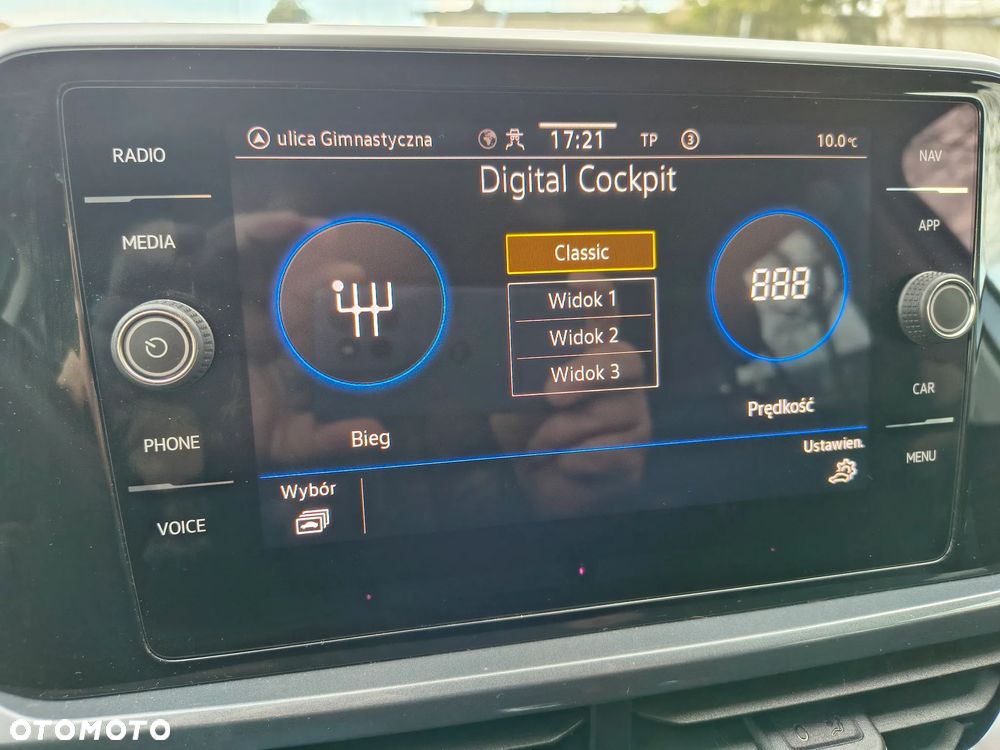 ulica Gimnastyczna 17:21 TP 3 10.0°C
RADIO
NAV
Digital Cockpit
MEDIA
APP
Classic
888
Widok 1
Widok 2
Widok 3
CAR
Prędkość
Bieg
PHONE
Ustawien.
MENU
Wybór
VOICE
OTOMOTO